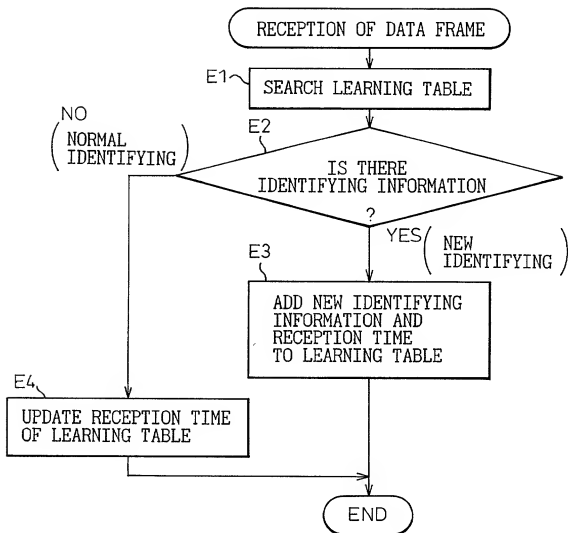 RECEPTION OF DATA FRAME
E1
SEARCH LEARNING TABLE
NO
(NORMAL
IDENTIFYING)
E2
IS THERE
IDENTIFYING INFORMATION
?
YES
(NEW
IDENTIFYING)
E3
ADD NEW IDENTIFYING
INFORMATION AND
RECEPTION TIME
TO LEARNING TABLE
E4
UPDATE RECEPTION TIME
OF LEARNING TABLE
END